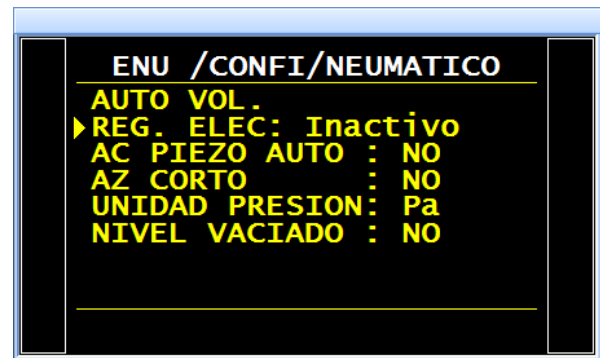 ENU /CONFI/NEUMATICO
AUTO VOL.
REG. ELEC: Inactivo
AC PIEZO AUTO : NO
AZ CORTO : NO
UNIDAD PRESION: Pa
NIVEL VACIADO : NO